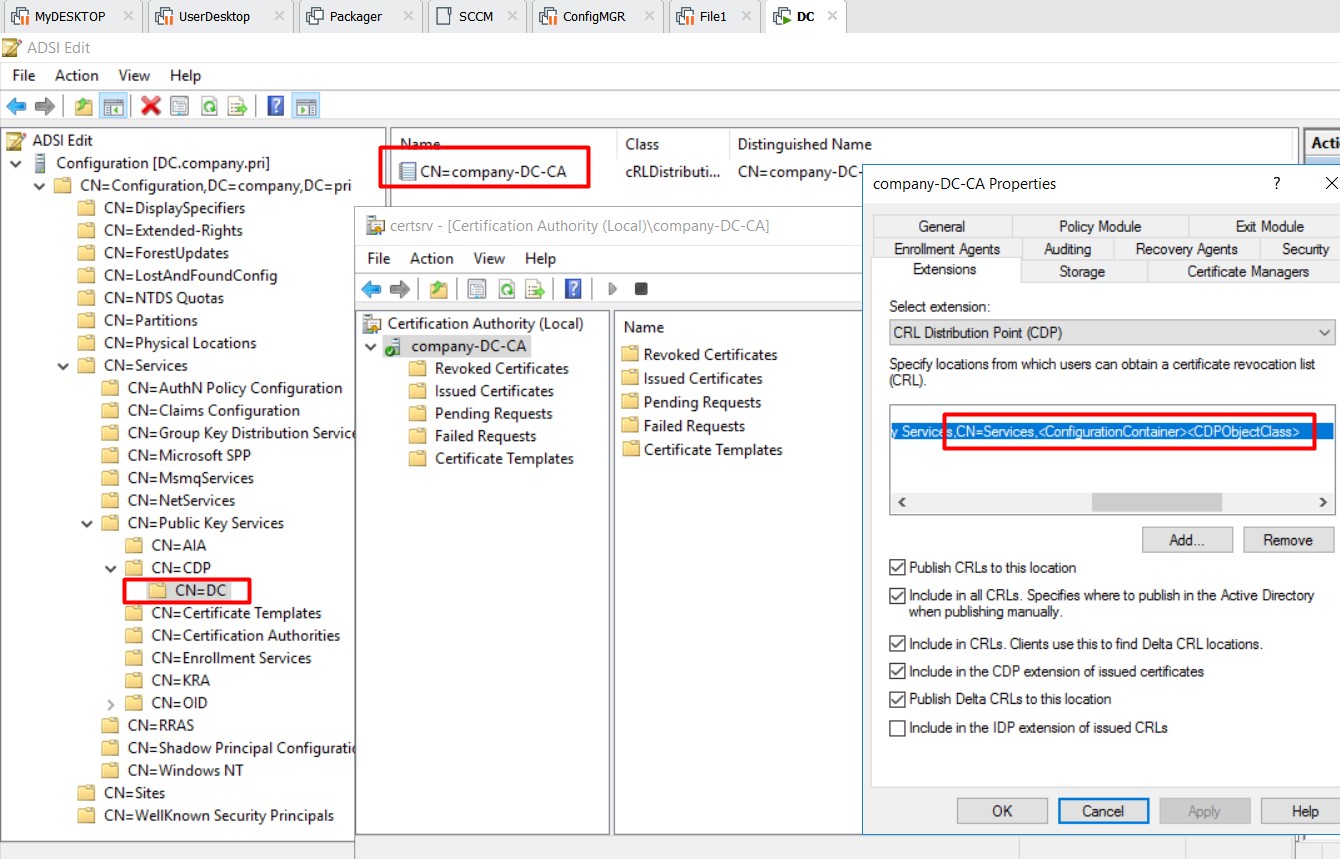 MyDESKTOP
UserDesktop
Packager
SCCM
ConfigMGR
File1
DC
ADSI Edit
File Action View Help
ADSI Edit
Configuration [DC.company.pri]
CN=Configuration,DC=company,DC=pri
CN=DisplaySpecifiers
CN=Extended-Rights
CN=ForestUpdates
CN=LostAndFoundConfig
CN=NTDS Quotas
CN=Partitions
CN=Physical Locations
CN=Services
CN=AuthN Policy Configuration
CN=Claims Configuration
CN=Group Key Distribution Service
CN=Microsoft SPP
CN=MsmqServices
CN=NetServices
CN=Public Key Services
CN=AIA
CN=CDP
CN=DC
CN=Certificate Templates
CN=Certification Authorities
CN=Enrollment Services
CN=KRA
CN=OID
CN=RRAS
CN=Shadow Principal Configuratio
CN=Windows NT
CN=Sites
CN=WellKnown Security Principals
Name Class Distinguished Name
CN=company-DC-CA cRLDistributi... CN=company-DC-
Acti
certsrv - [Certification Authority (Local)\company-DC-CA]
File Action View Help
Certification Authority (Local)
company-DC-CA
Revoked Certificates
Issued Certificates
Pending Requests
Failed Requests
Certificate Templates
Name
Revoked Certificates
Issued Certificates
Pending Requests
Failed Requests
Certificate Templates
company-DC-CA Properties
?
General Policy Module Exit Module
Enrollment Agents Auditing Recovery Agents Security
Extensions Storage Certificate Managers
Select extension:
CRL Distribution Point (CDP)
Specify locations from which users can obtain a certificate revocation list
(CRL).
y Services,CN=Services,<ConfigurationContainer><CDPObjectClass>
Add... Remove
Publish CRLs to this location
Include in all CRLs. Specifies where to publish in the Active Directory
when publishing manually.
Include in CRLs. Clients use this to find Delta CRL locations.
Include in the CDP extension of issued certificates
Publish Delta CRLs to this location
Include in the IDP extension of issued CRLs
OK Cancel Apply Help